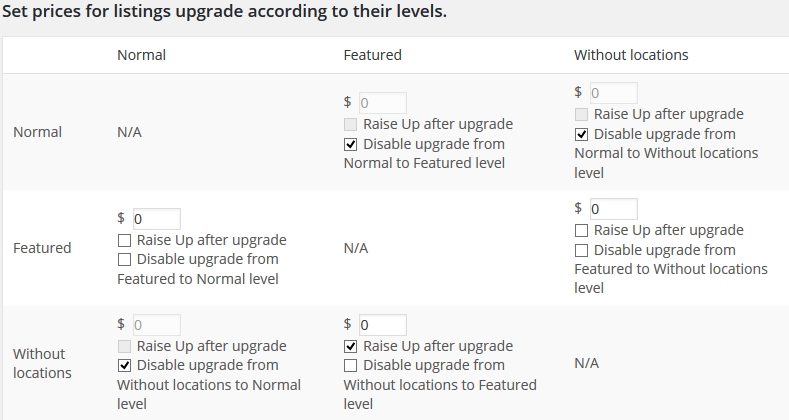 Set prices for listings upgrade according to their levels.
Normal Featured Without locations
Normal
N/A
$ 0
Raise Up after upgrade
Disable upgrade from
Normal to Featured level
$ 0
Raise Up after upgrade
Disable upgrade from
Normal to Without locations
level
Featured
$ 0
Raise Up after upgrade
Disable upgrade from
Featured to Normal level
N/A
$ 0
Raise Up after upgrade
Disable upgrade from
Featured to Without locations
level
Without
locations
$ 0
Raise Up after upgrade
Disable upgrade from
Without locations to Normal
level
$ 0
Raise Up after upgrade
Disable upgrade from
Without locations to Featured
level
N/A